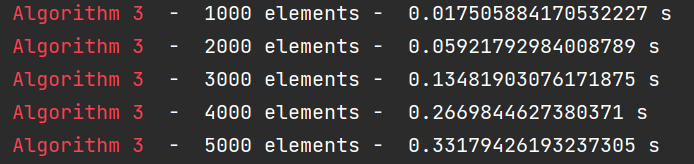 Algorithm 3  -  1000 elements -  0.017505884170532227 s
Algorithm 3  -  2000 elements -  0.05921792984008789 s
Algorithm 3  -  3000 elements -  0.13481903076171875 s
Algorithm 3  -  4000 elements -  0.2669844627380371 s
Algorithm 3  -  5000 elements -  0.33179426193237305 s